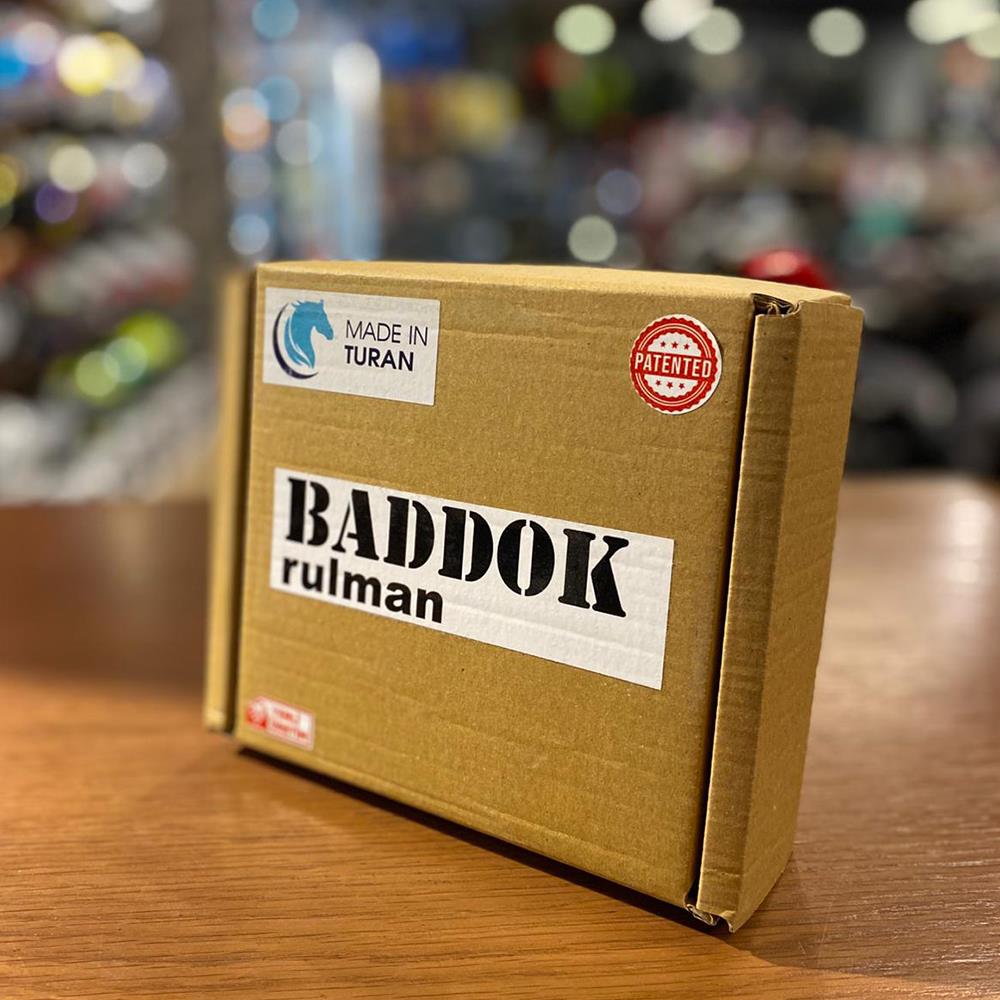 MADE IN
TURAN
PATENTED
BADDOK
rulman